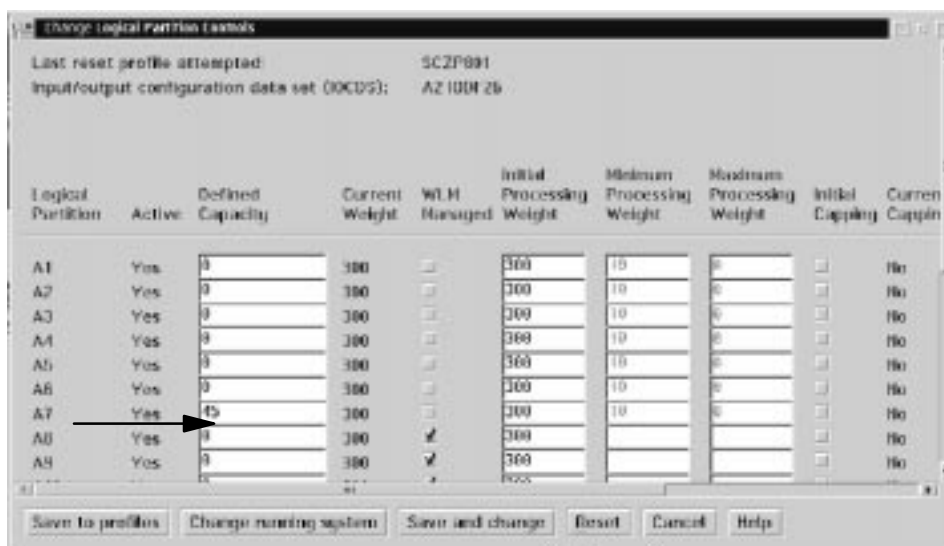 Change Logical Partition Controls
Last reset profile attempted: SCZP801
Input/output configuration data set (IOCDS):
Logical Partition Active Defined Capacity Current Weight WLM Managed Initial Processing Weight Minimum Processing Weight Maximum Processing Weight Initial Capping Curren Cappin
A1 Yes 0 300 300 10 0 No
A2 Yes 0 300 300 10 0 No
A3 Yes 0 300 300 10 0 No
A4 Yes 0 300 300 10 0 No
A5 Yes 0 300 300 10 0 No
A6 Yes 0 300 300 10 0 No
A7 Yes 45 300 300 10 0 No
A8 Yes 0 300 300 No
A9 Yes 0 300 300 No
Save to profiles Change running system Save and change Reset Cancel Help